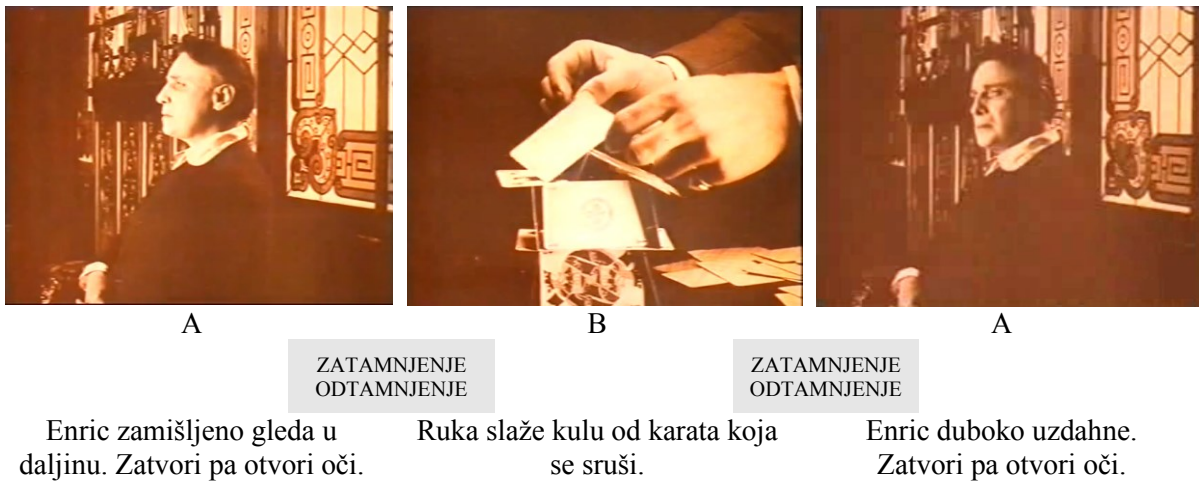 A
B
A
ZATAMNJENJE
ODTAMNJENJE
ZATAMNJENJE
ODTAMNJENJE
Enric zamišljeno gleda u
daljinu. Zatvori pa otvori oči.
Ruka slaže kulu od karata koja
se sruši.
Enric duboko uzdahne.
Zatvori pa otvori oči.